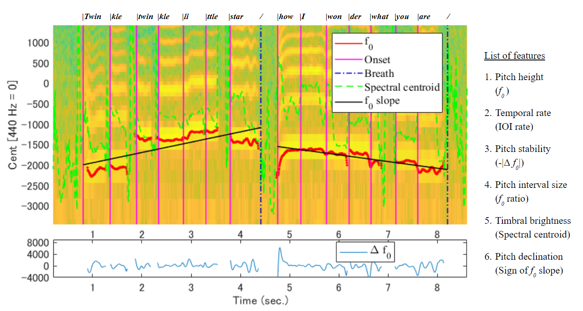 |Twin |kle |twin |kle |li |ttle |star / |how |I |won |der |what |you |are /
f0
Onset
Breath
Spectral centroid
f0 slope
Cent. [440 Hz = 0]
1000
500
0
−500
−1000
−1500
−2000
−2500
−3000
1 2 3 4 5 6 7 8
8000
4000
0
−4000
Δ f0
1 2 3 4 5 6 7 8
Time (sec.)
List of features
1. Pitch height
(f0)
2. Temporal rate
(IOI rate)
3. Pitch stability
(-|Δf0|)
4. Pitch interval size
(f0 ratio)
5. Timbral brightness
(Spectral centroid)
6. Pitch declination
(Sign of f0 slope)